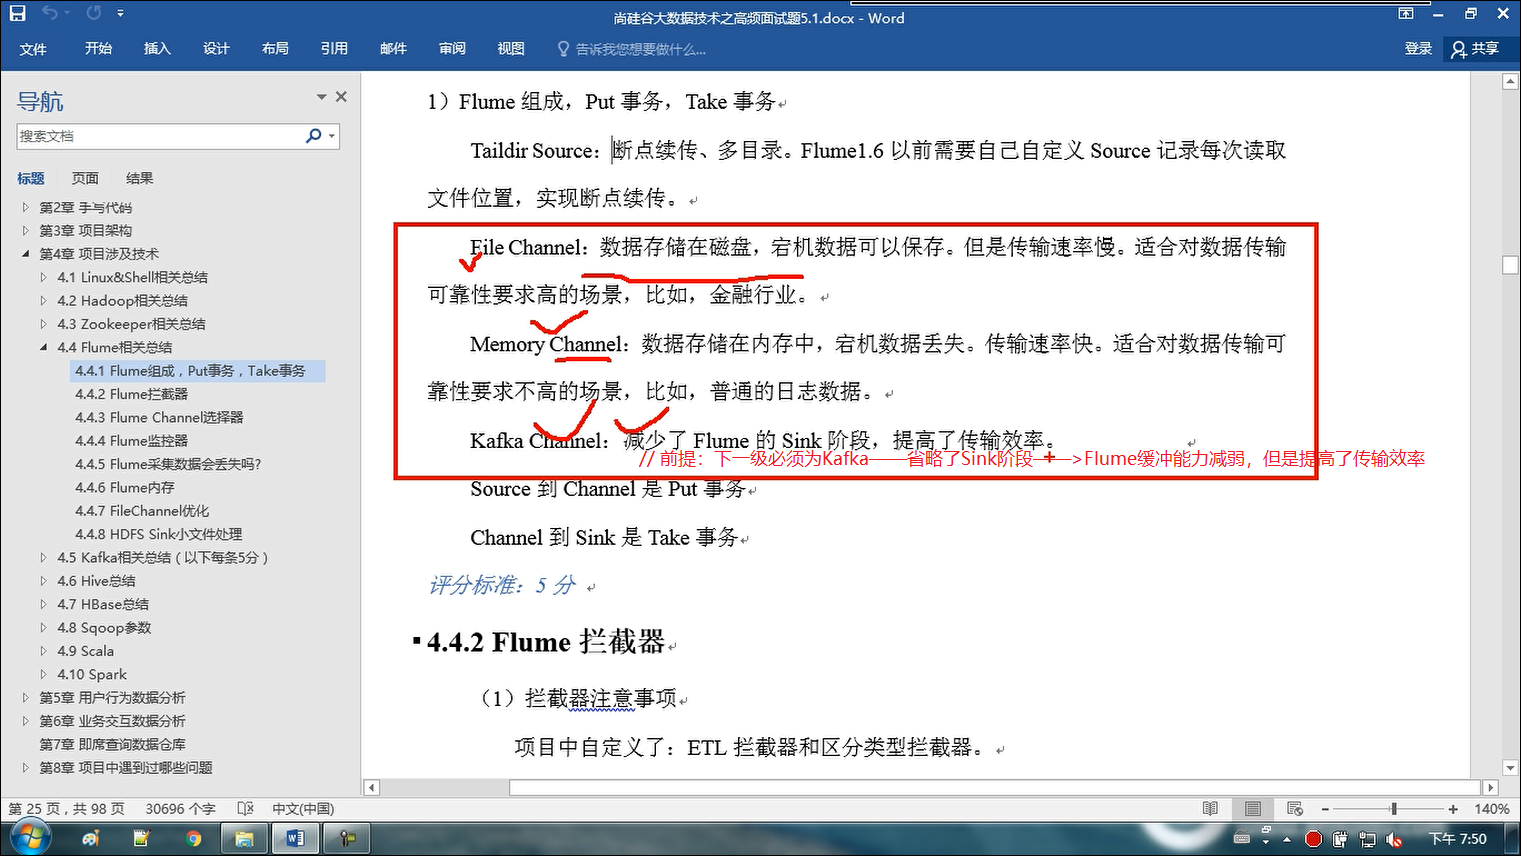 尚硅谷大数据技术之高频面试题5.1.docx - Word
文件 开始 插入 设计 布局 引用 邮件 审阅 视图 告诉我您想要做什么... 登录 共享
导航
搜索文档
标题 页面 结果
第2章 手写代码
第3章 项目架构
第4章 项目涉及技术
4.1 Linux&Shell相关总结
4.2 Hadoop相关总结
4.3 Zookeeper相关总结
4.4 Flume相关总结
4.4.1 Flume组成，Put事务，Take事务
4.4.2 Flume拦截器
4.4.3 Flume Channel选择器
4.4.4 Flume监控器
4.4.5 Flume采集数据会丢失吗?
4.4.6 Flume内存
4.4.7 FileChannel优化
4.4.8 HDFS Sink小文件处理
4.5 Kafka相关总结（以下每条5分）
4.6 Hive总结
4.7 HBase总结
4.8 Sqoop参数
4.9 Scala
4.10 Spark
第5章 用户行为数据分析
第6章 业务交互数据分析
第7章 即席查询数据仓库
第8章 项目中遇到过哪些问题
1）Flume 组成，Put 事务，Take 事务
Taildir Source：断点续传、多目录。Flume1.6 以前需要自己自定义 Source 记录每次读取
文件位置，实现断点续传。
File Channel：数据存储在磁盘，宕机数据可以保存。但是传输速率慢。适合对数据传输
可靠性要求高的场景，比如，金融行业。
Memory Channel：数据存储在内存中，宕机数据丢失。传输速率快。适合对数据传输可
靠性要求不高的场景，比如，普通的日志数据。
Kafka Channel：减少了 Flume 的 Sink 阶段，提高了传输效率。
// 前提：下一级必须为Kafka——省略了Sink阶段——>Flume缓冲能力减弱，但是提高了传输效率
Source 到 Channel 是 Put 事务
Channel 到 Sink 是 Take 事务
评分标准：5 分
4.4.2 Flume 拦截器
（1）拦截器注意事项
项目中自定义了：ETL 拦截器和区分类型拦截器。
第 25 页，共 98 页 30696 个字 中文(中国) 140%
下午 7:50